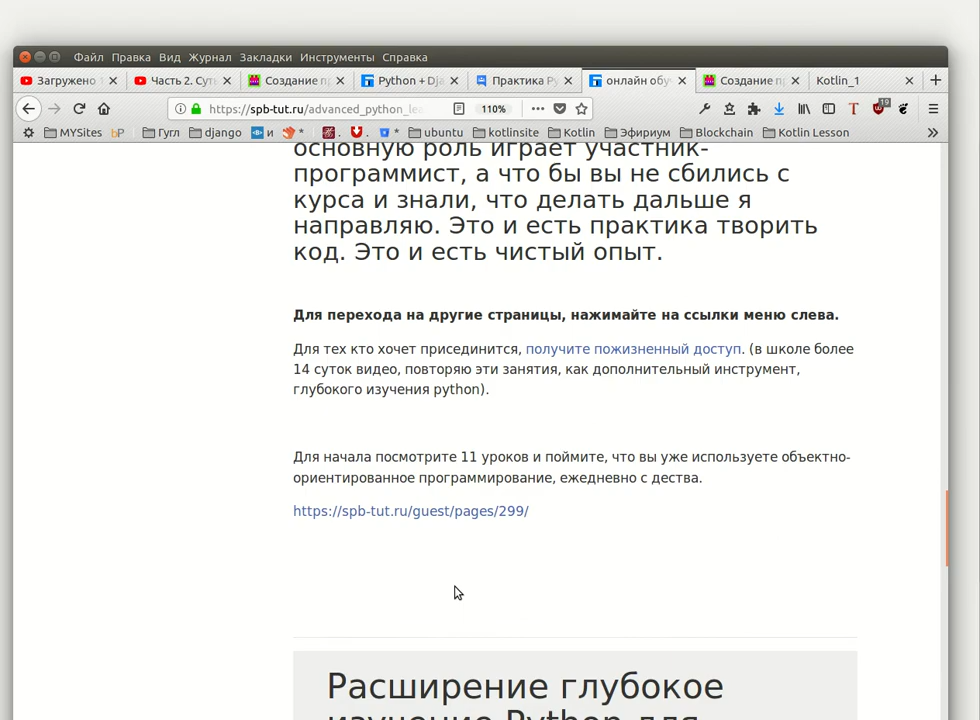 Файл Правка Вид Журнал Закладки Инструменты Справка
Загружено Часть 2. Сут Создание п Python + Dja Практика Py онлайн обу Создание п Kotlin_1
https://spb-tut.ru/advanced_python_lea 110% 19
MYSites bP Гугл django и * . . * ubuntu kotlinsite Kotlin Эфириум Blockchain Kotlin Lesson
основную роль играет участник-
программист, а что бы вы не сбились с
курса и знали, что делать дальше я
направляю. Это и есть практика творить
код. Это и есть чистый опыт.
Для перехода на другие страницы, нажимайте на ссылки меню слева.
Для тех кто хочет присединится, получите пожизненный доступ. (в школе более
14 суток видео, повторяю эти занятия, как дополнительный инструмент,
глубокого изучения python).
Для начала посмотрите 11 уроков и поймите, что вы уже используете объектно-
ориентированное программирование, ежедневно с дества.
https://spb-tut.ru/guest/pages/299/
Расширение глубокое
изучение Python для